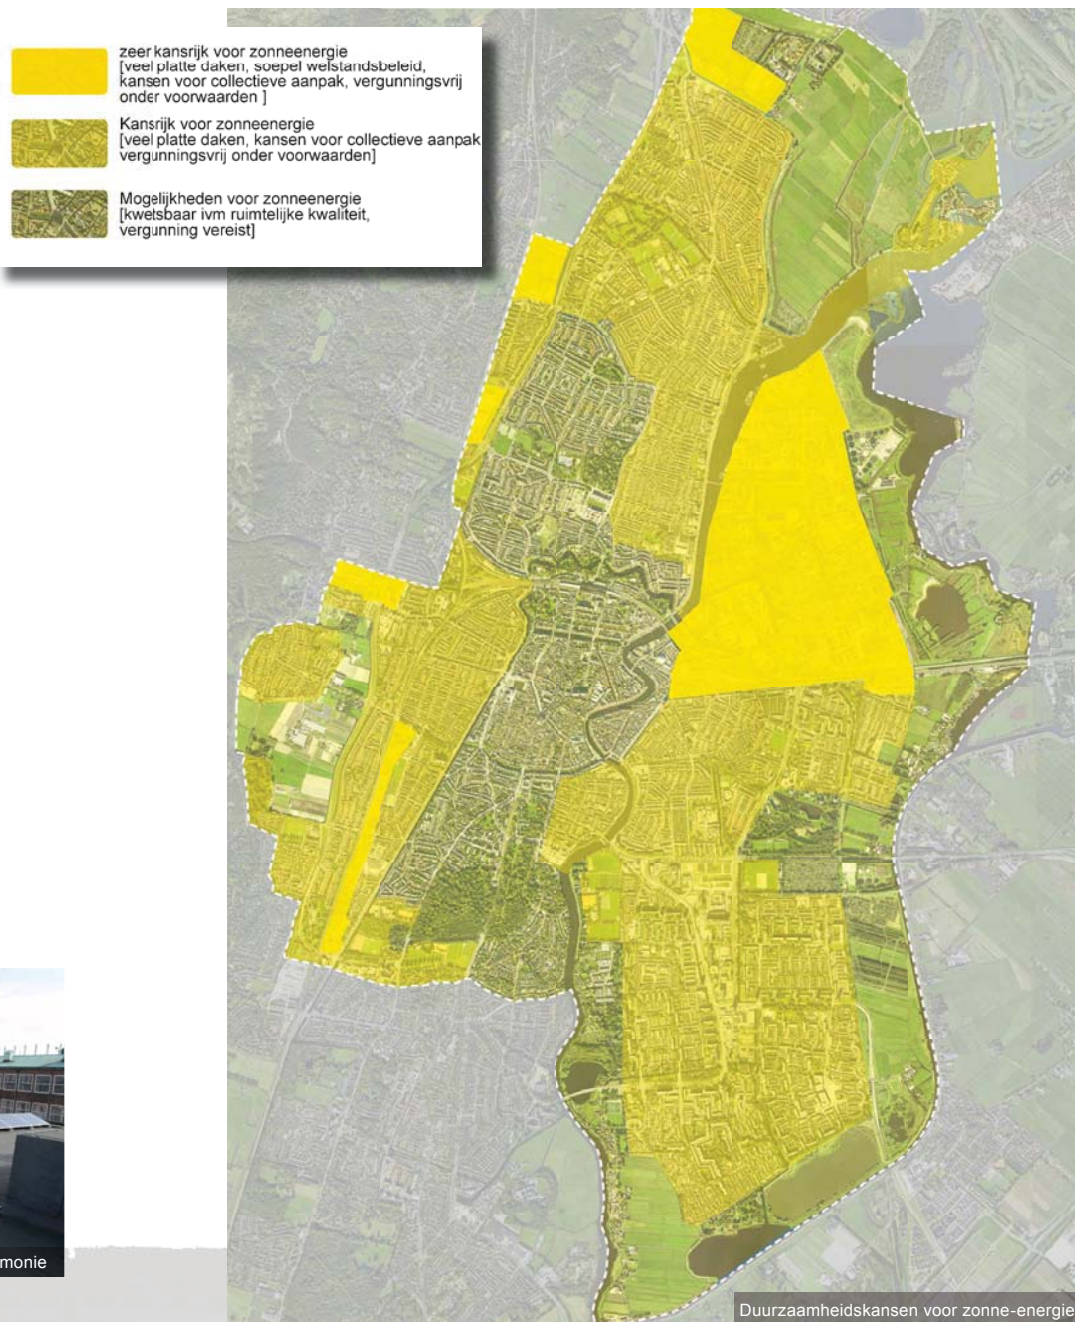 zeer kansrijk voor zonneenergie
[veel platte daken, soepel welstandsbeleid,
kansen voor collectieve aanpak, vergunningsvrij
onder voorwaarden ]
Kansrijk voor zonneenergie
[veel platte daken, kansen voor collectieve aanpak
vergunningsvrij onder voorwaarden]
Mogelijkheden voor zonneenergie
[kwetsbaar ivm ruimtelijke kwaliteit,
vergunning vereist]
monie
Duurzaamheidskansen voor zonne-energie